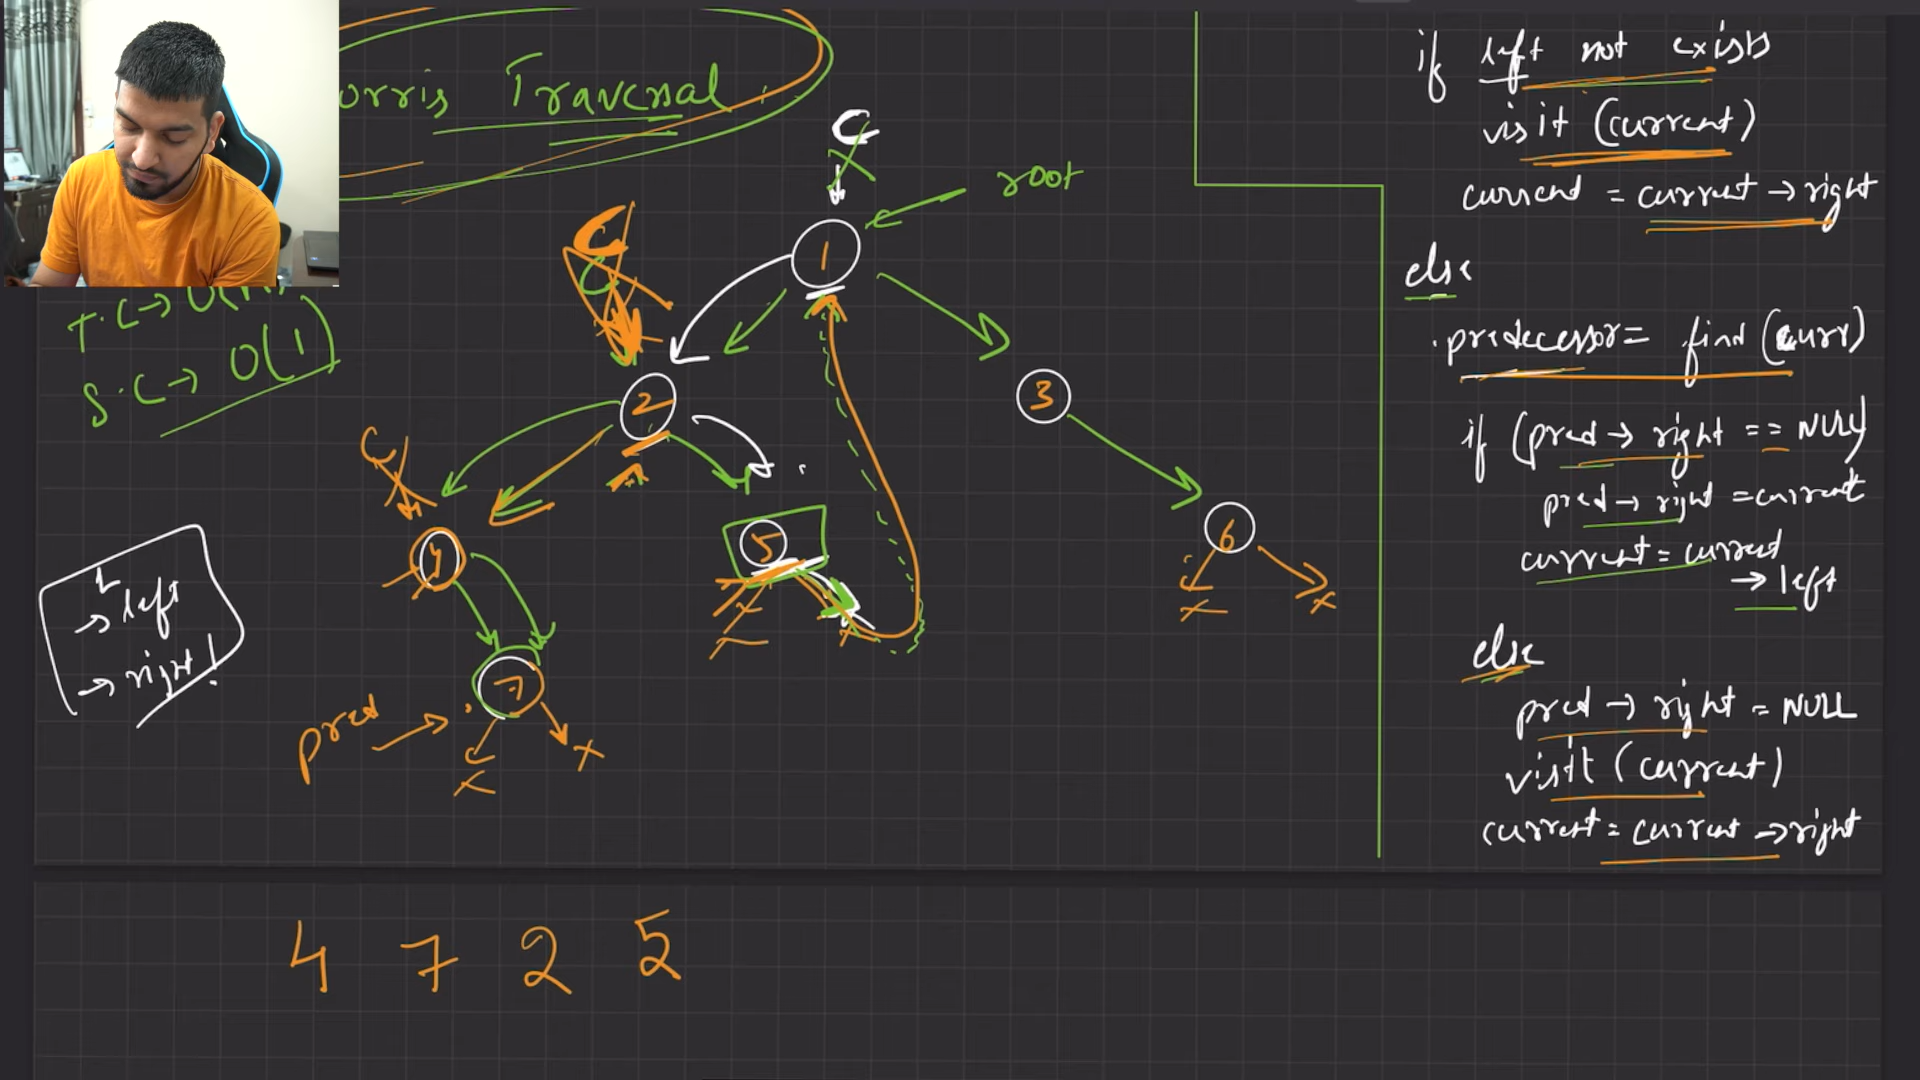 orris Traversal
T.C → O(
S.C → O(1)
C
root
1
C
C
2
3
C
4
5
6
x
x
7
pred →
x
x
L
→ left
→ right!
if left not exists
visit (current)
current = current → right
else
predecessor = find (curr)
if (pred → right == NULL)
pred → right = current
current = current
→ left
else
pred → right = NULL
visit (current)
current = current → right
4 7 2 5